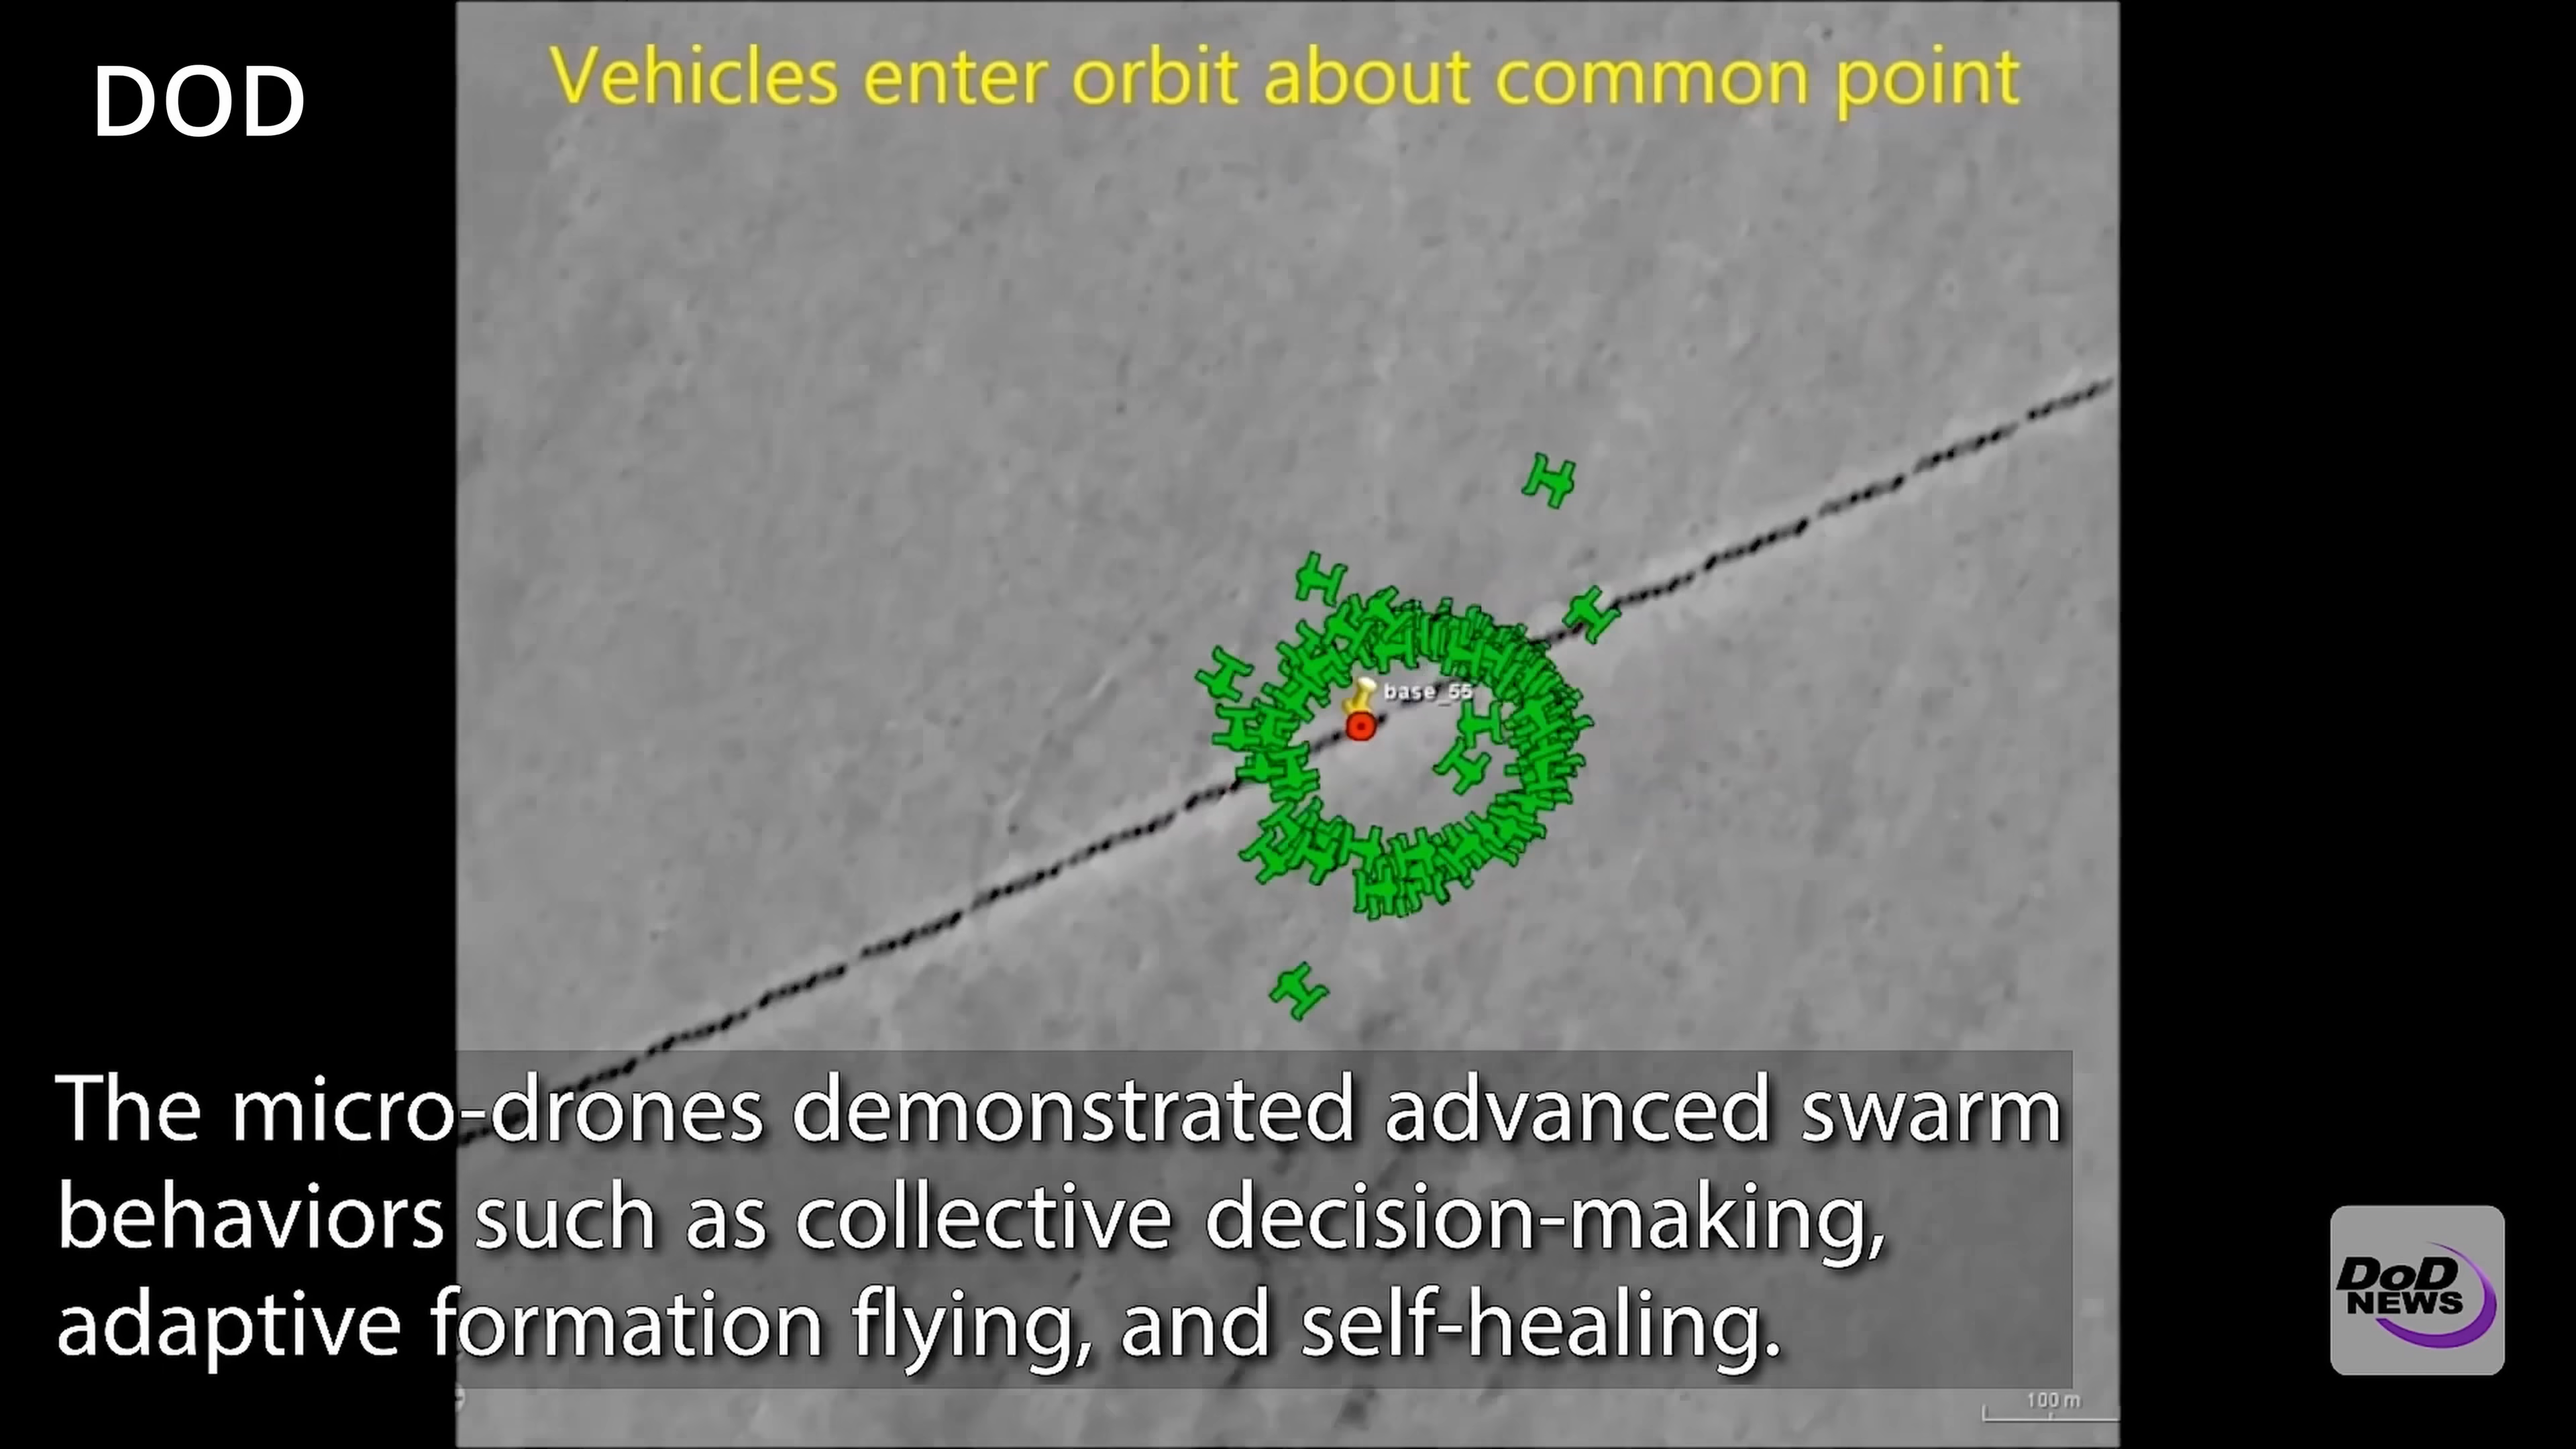 DOD
Vehicles enter orbit about common point
base_55
The micro-drones demonstrated advanced swarm
behaviors such as collective decision-making,
adaptive formation flying, and self-healing.
DoD
NEWS
100 m